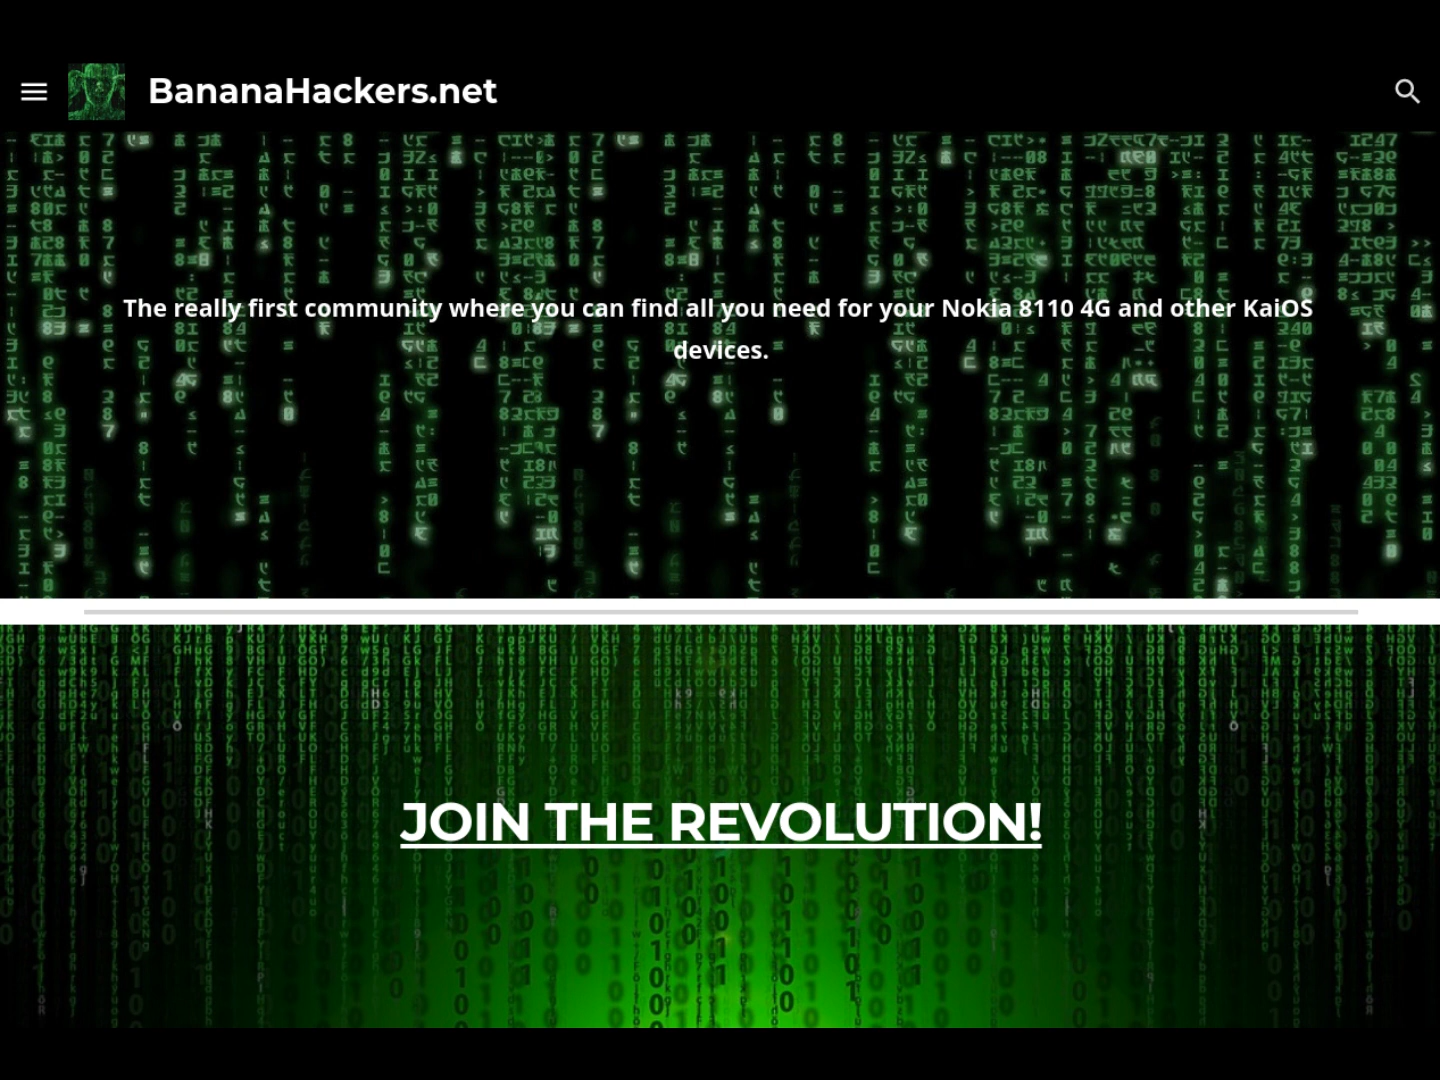 BananaHackers.net
The really first community where you can find all you need for your Nokia 8110 4G and other KaiOS
devices.
JOIN THE REVOLUTION!